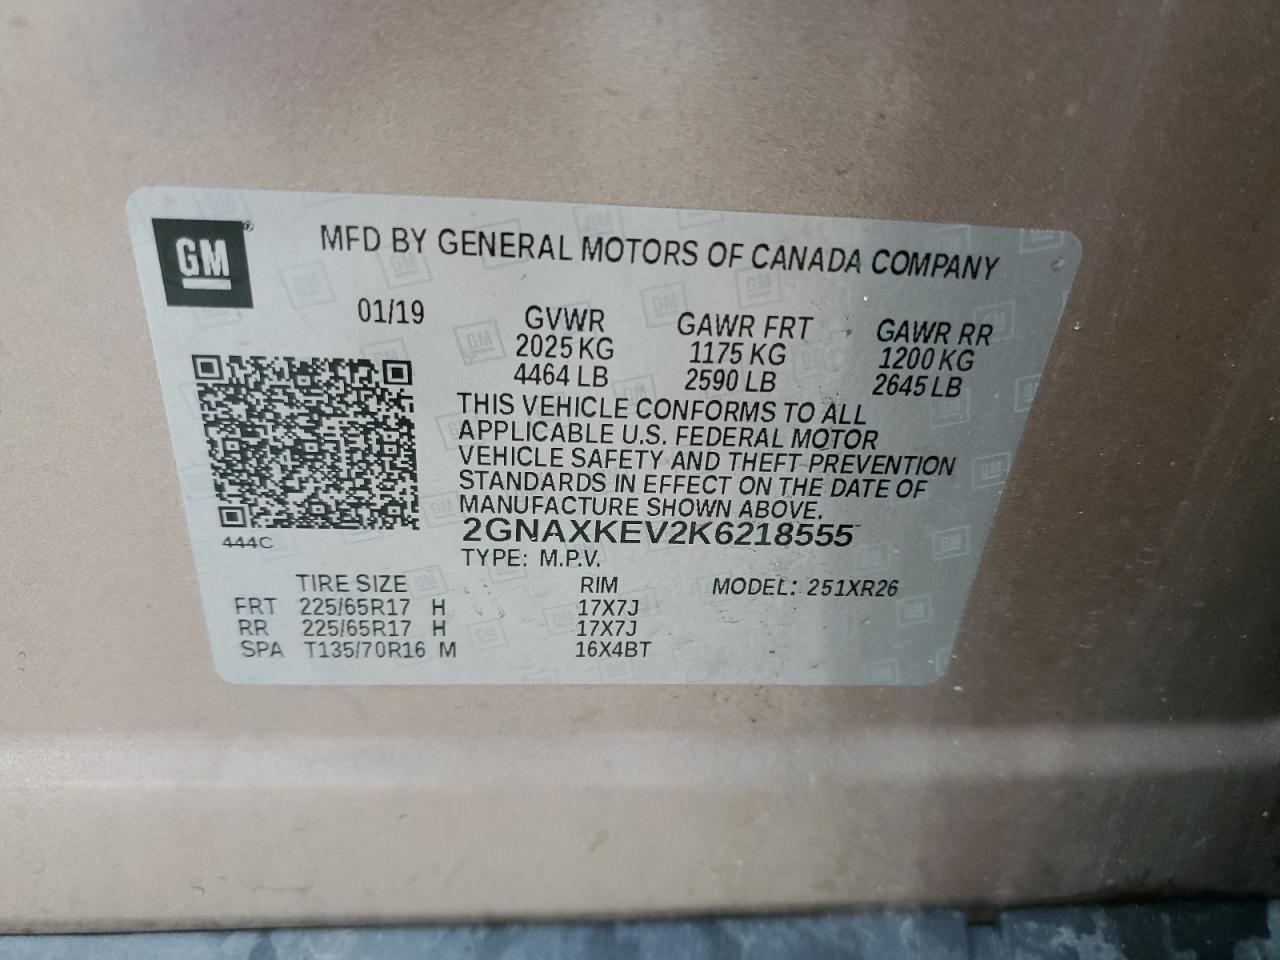 GM
MFD BY GENERAL MOTORS OF CANADA COMPANY
01/19
GVWR GAWR FRT GAWR RR
2025 KG 1175 KG 1200 KG
4464 LB 2590 LB 2645 LB
THIS VEHICLE CONFORMS TO ALL
APPLICABLE U.S. FEDERAL MOTOR
VEHICLE SAFETY AND THEFT PREVENTION
STANDARDS IN EFFECT ON THE DATE OF
MANUFACTURE SHOWN ABOVE.
2GNAXKEV2K6218555
444C
TYPE: M.P.V.
TIRE SIZE RIM MODEL: 251XR26
FRT 225/65R17 H 17X7J
RR 225/65R17 H 17X7J
SPA T135/70R16 M 16X4BT